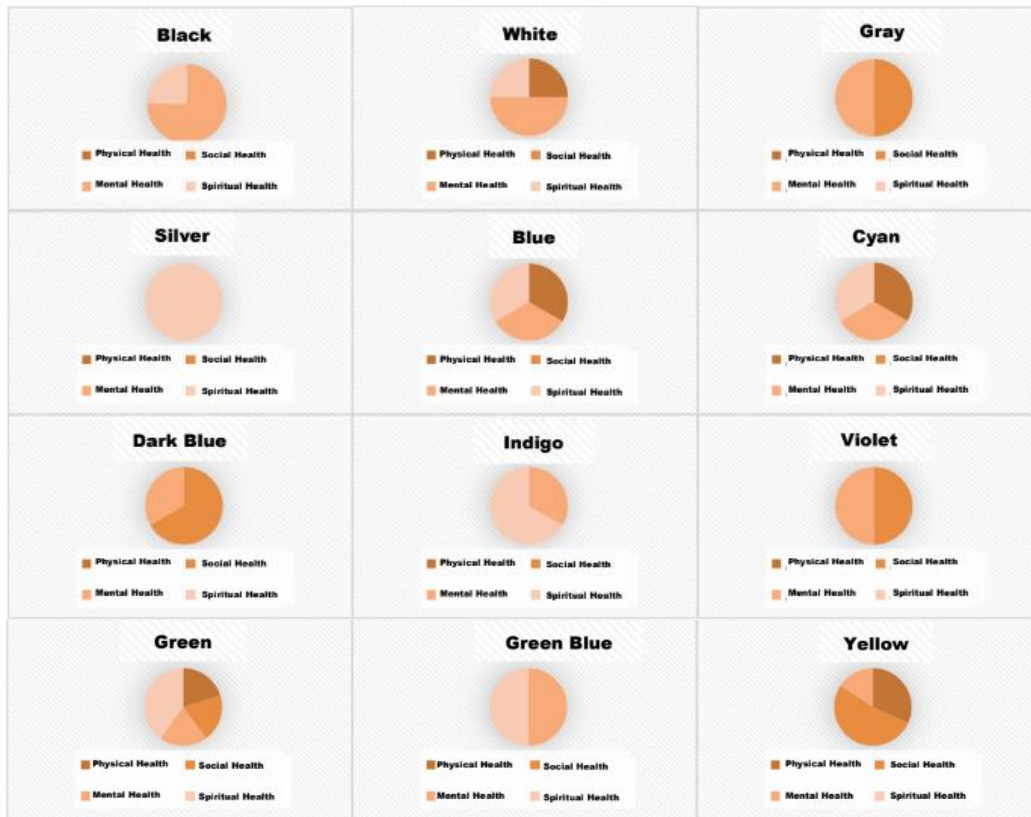 Black
Physical Health Social Health
Mental Health Spiritual Health
White
Physical Health Social Health
Mental Health Spiritual Health
Gray
Physical Health Social Health
Mental Health Spiritual Health
Silver
Physical Health Social Health
Mental Health Spiritual Health
Blue
Physical Health Social Health
Mental Health Spiritual Health
Cyan
Physical Health Social Health
Mental Health Spiritual Health
Dark Blue
Physical Health Social Health
Mental Health Spiritual Health
Indigo
Physical Health Social Health
Mental Health Spiritual Health
Violet
Physical Health Social Health
Mental Health Spiritual Health
Green
Physical Health Social Health
Mental Health Spiritual Health
Green Blue
Physical Health Social Health
Mental Health Spiritual Health
Yellow
Physical Health Social Health
Mental Health Spiritual Health